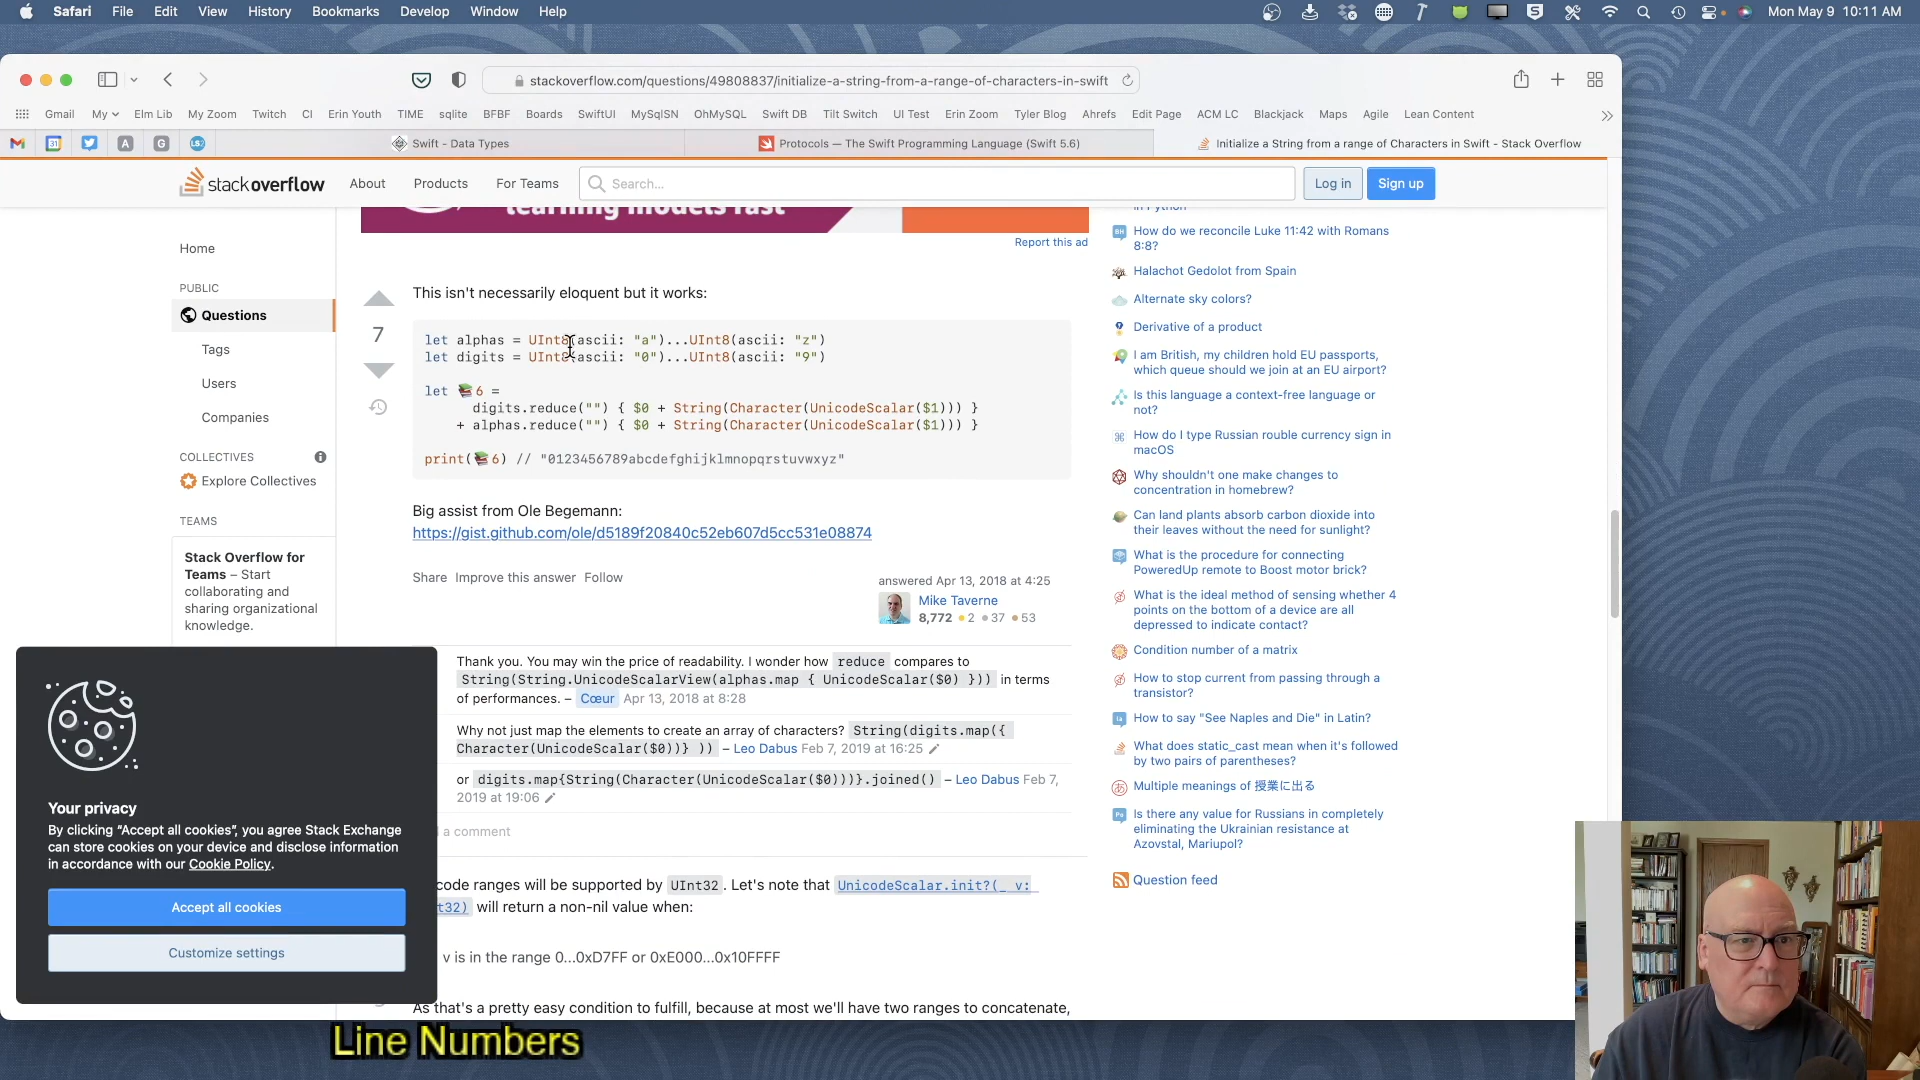 Safari File Edit View History Bookmarks Develop Window Help
Mon May 9 10:11 AM
stackoverflow.com/questions/49808837/initialize-a-string-from-a-range-of-characters-in-swift
Gmail My Elm Lib My Zoom Twitch CI Erin Youth TIME sqlite BFBF Boards SwiftUI MySqlSN OhMySQL Swift DB Tilt Switch UI Test Erin Zoom Tyler Blog Ahrefs Edit Page ACM LC Blackjack Maps Agile Lean Content
Swift - Data Types
Protocols — The Swift Programming Language (Swift 5.6)
Initialize a String from a range of Characters in Swift - Stack Overflow
stackoverflow About Products For Teams Search... Log in Sign up
Report this ad
Home
PUBLIC
Questions
Tags
Users
Companies
COLLECTIVES
Explore Collectives
TEAMS
Stack Overflow for
Teams – Start
collaborating and
sharing organizational
knowledge.
This isn't necessarily eloquent but it works:
7
let alphas = UInt8(ascii: "a")...UInt8(ascii: "z")
let digits = UInt8(ascii: "0")...UInt8(ascii: "9")
let 📚6 =
digits.reduce("") { $0 + String(Character(UnicodeScalar($1))) }
+ alphas.reduce("") { $0 + String(Character(UnicodeScalar($1))) }
print(📚6) // "0123456789abcdefghijklmnopqrstuvwxyz"
Big assist from Ole Begemann:
https://gist.github.com/ole/d5189f20840c52eb607d5cc531e08874
Share Improve this answer Follow
answered Apr 13, 2018 at 4:25
Mike Taverne
8,772 2 37 53
Thank you. You may win the price of readability. I wonder how reduce compares to
String(String.UnicodeScalarView(alphas.map { UnicodeScalar($0) })) in terms
of performances. – Cœur Apr 13, 2018 at 8:28
Why not just map the elements to create an array of characters? String(digits.map({
Character(UnicodeScalar($0))} )) – Leo Dabus Feb 7, 2019 at 16:25
or digits.map{String(Character(UnicodeScalar($0)))}.joined() – Leo Dabus Feb 7,
2019 at 19:06
a comment
code ranges will be supported by UInt32. Let's note that UnicodeScalar.init?(_ v:
t32) will return a non-nil value when:
v is in the range 0...0xD7FF or 0xE000...0x10FFFF
As that's a pretty easy condition to fulfill, because at most we'll have two ranges to concatenate,
How do we reconcile Luke 11:42 with Romans
8:8?
Halachot Gedolot from Spain
Alternate sky colors?
Derivative of a product
I am British, my children hold EU passports,
which queue should we join at an EU airport?
Is this language a context-free language or
not?
How do I type Russian rouble currency sign in
macOS
Why shouldn't one make changes to
concentration in homebrew?
Can land plants absorb carbon dioxide into
their leaves without the need for sunlight?
What is the procedure for connecting
PoweredUp remote to Boost motor brick?
What is the ideal method of sensing whether 4
points on the bottom of a device are all
depressed to indicate contact?
Condition number of a matrix
How to stop current from passing through a
transistor?
How to say "See Naples and Die" in Latin?
What does static_cast mean when it's followed
by two pairs of parentheses?
Multiple meanings of 授業に出る
Is there any value for Russians in completely
eliminating the Ukrainian resistance at
Azovstal, Mariupol?
Question feed
Your privacy
By clicking "Accept all cookies", you agree Stack Exchange
can store cookies on your device and disclose information
in accordance with our Cookie Policy.
Accept all cookies
Customize settings
Line Numbers